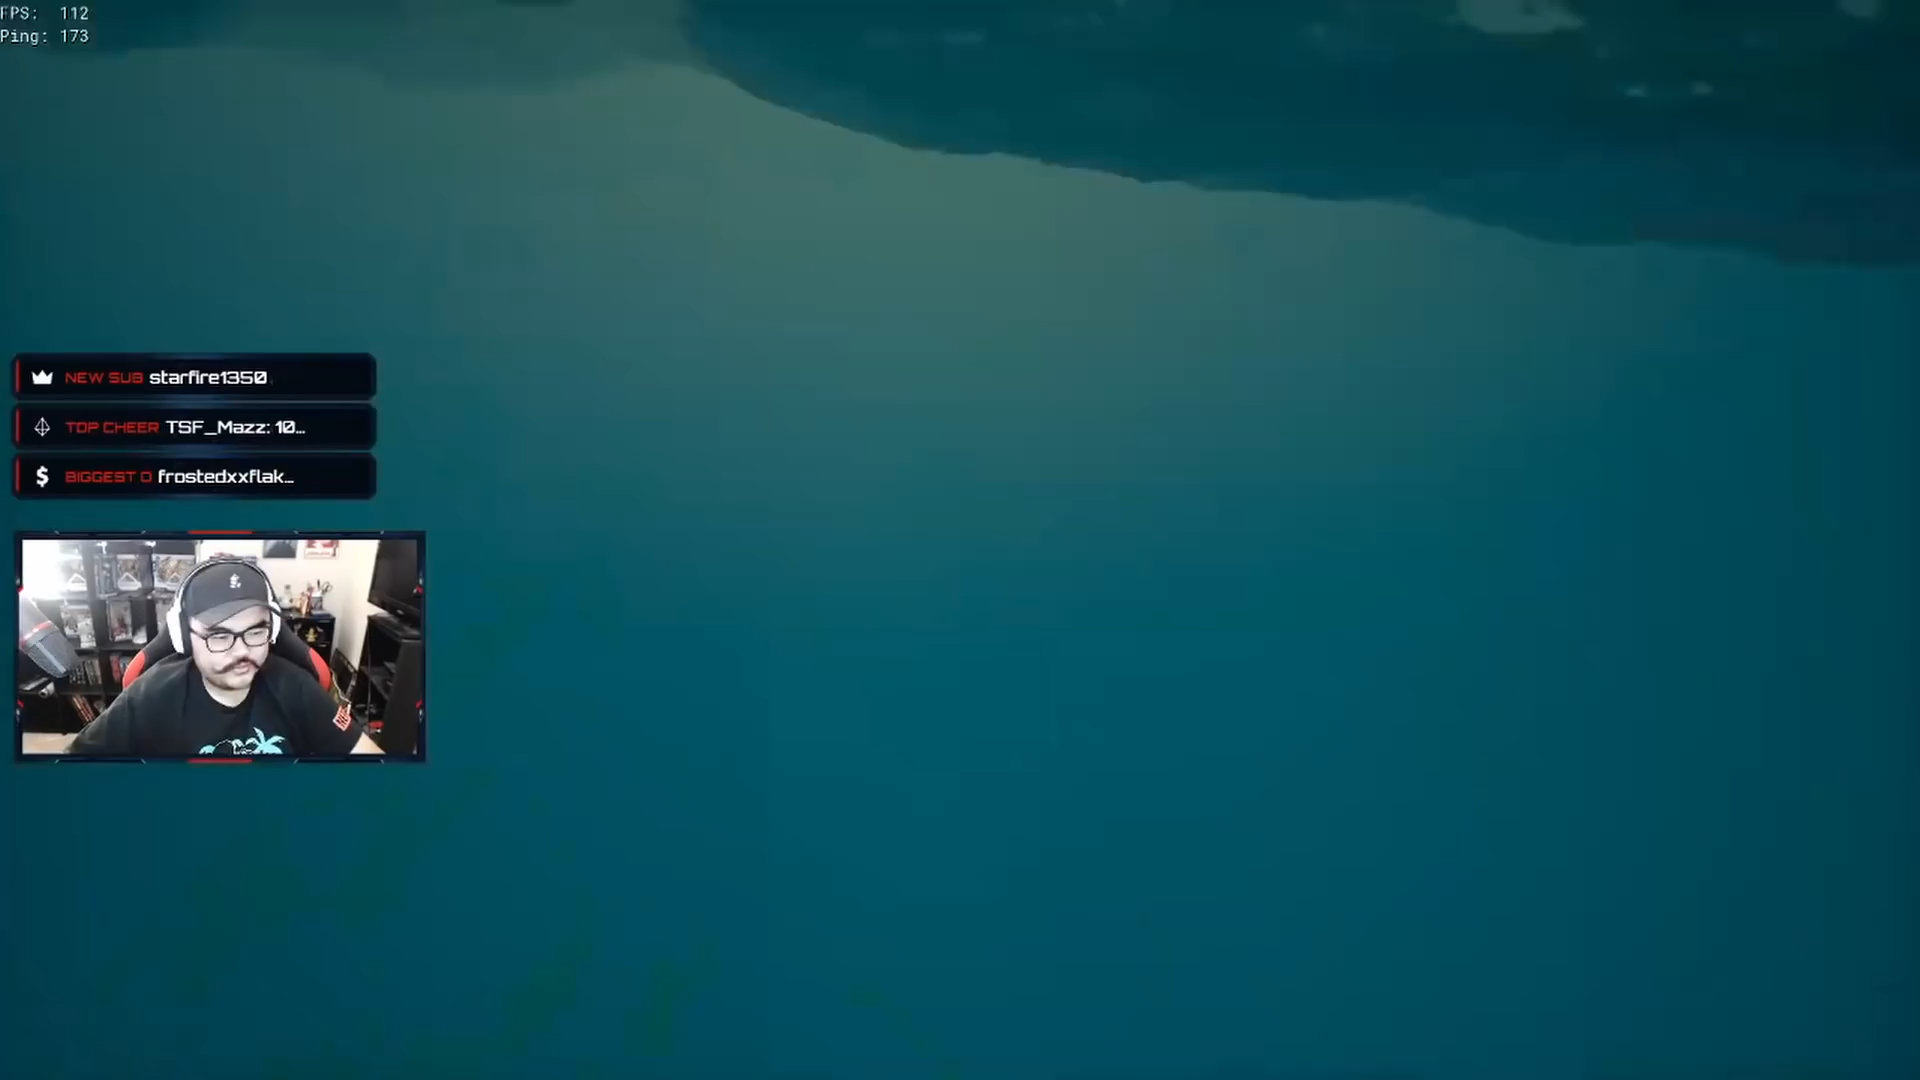 FPS: 112
Ping: 173
NEW SUB starfire1350
TOP CHEER TSF_Mazz: 10...
BIGGEST D frostedxxflak...